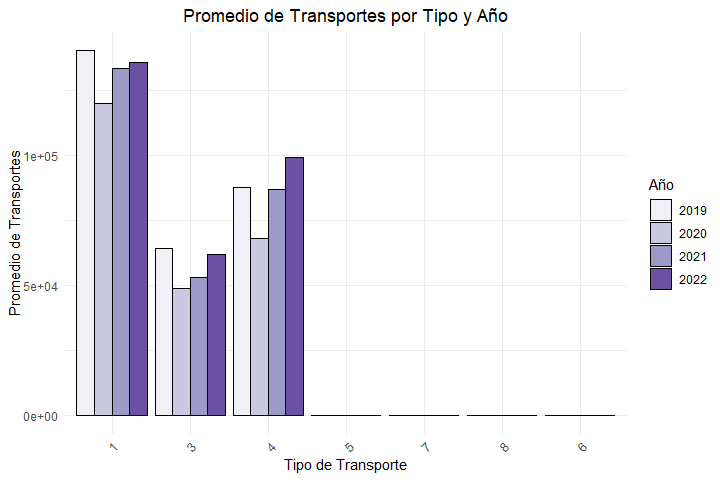 Promedio de Transportes por Tipo y Año
Promedio de Transportes
1e+05
5e+04
0e+00
1 3 4 5 7 8 6
Tipo de Transporte
Año
2019
2020
2021
2022